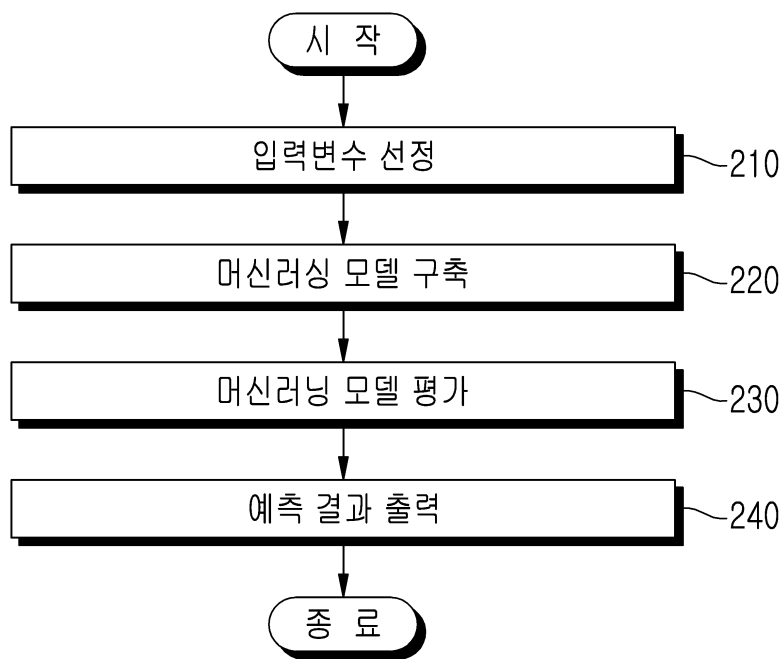 시 작
입력변수 선정
210
머신러싱 모델 구축
220
머신러닝 모델 평가
230
예측 결과 출력
240
종 료